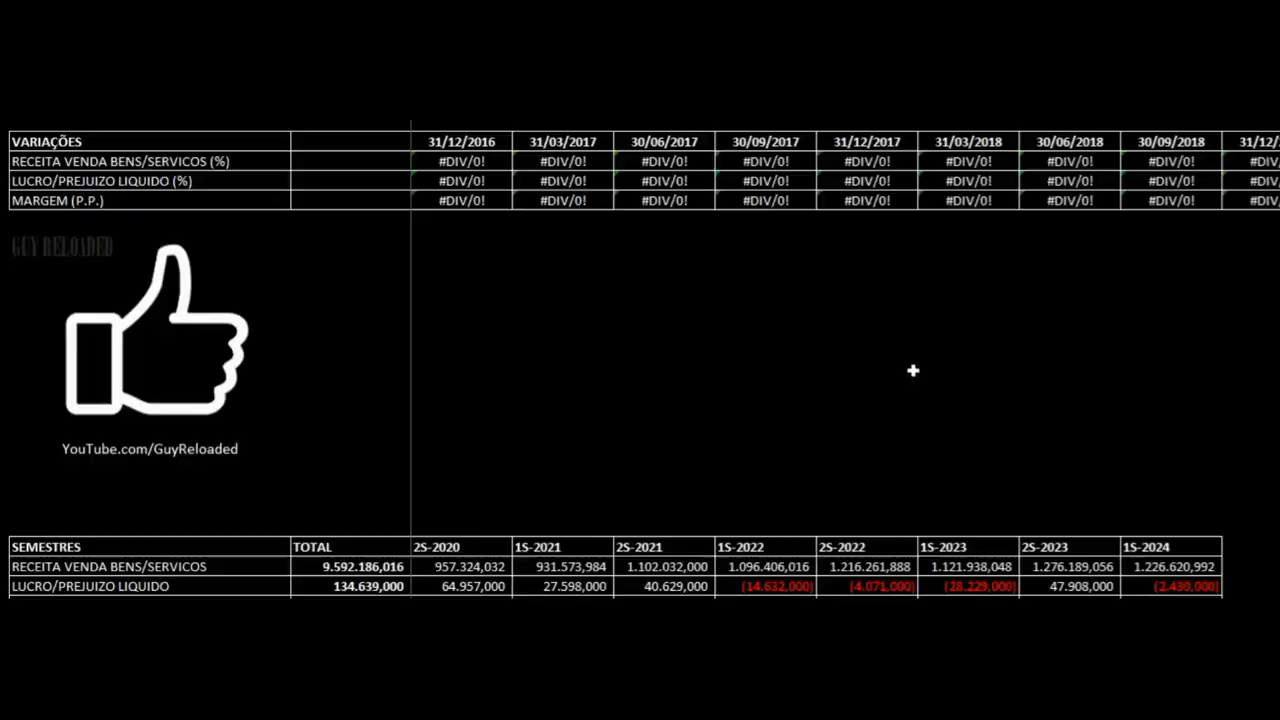 VARIAÇÕES 31/12/2016 31/03/2017 30/06/2017 30/09/2017 31/12/2017 31/03/2018 30/06/2018 30/09/2018 31/12/
RECEITA VENDA BENS/SERVICOS (%) #DIV/0! #DIV/0! #DIV/0! #DIV/0! #DIV/0! #DIV/0! #DIV/0! #DIV/0! #DIV/
LUCRO/PREJUIZO LIQUIDO (%) #DIV/0! #DIV/0! #DIV/0! #DIV/0! #DIV/0! #DIV/0! #DIV/0! #DIV/0! #DIV/
MARGEM (P.P.) #DIV/0! #DIV/0! #DIV/0! #DIV/0! #DIV/0! #DIV/0! #DIV/0! #DIV/0! #DIV/
GUY RELOADED
YouTube.com/GuyReloaded
SEMESTRES TOTAL 2S-2020 1S-2021 2S-2021 1S-2022 2S-2022 1S-2023 2S-2023 1S-2024
RECEITA VENDA BENS/SERVICOS 9.592.186,016 957.324,032 931.573,984 1.102.032,000 1.096.406,016 1.216.261,888 1.121.938,048 1.276.189,056 1.226.620,992
LUCRO/PREJUIZO LIQUIDO 134.639,000 64.957,000 27.598,000 40.629,000 (14.632,000) (4.071,000) (28.229,000) 47.908,000 (2.430,000)